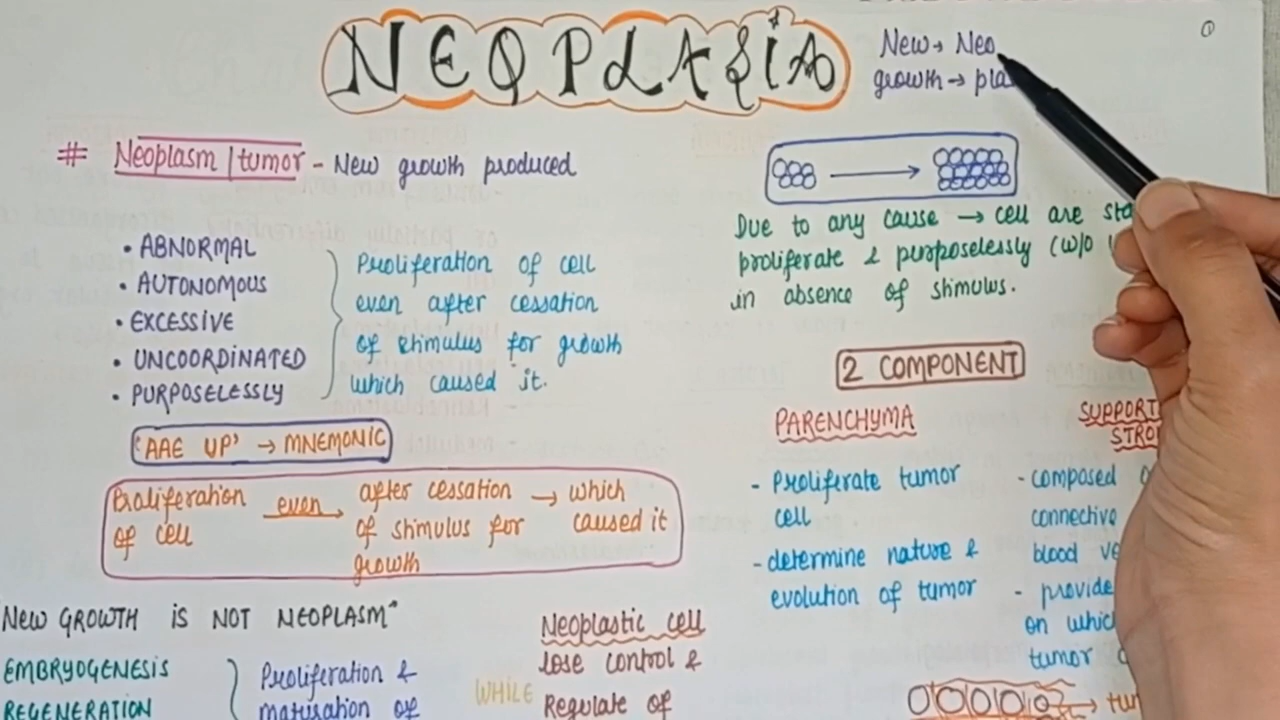 NEOPLASIA
New → Neo
growth → pla
# Neoplasm / tumor - New growth produced
• ABNORMAL
• AUTONOMOUS
• EXCESSIVE
• UNCOORDINATED
• PURPOSELESSLY
Proliferation of cell
even after cessation
of stimulus for growth
which caused it.
'AAE UP' → MNEMONIC
Proliferation of cell even → after cessation of stimulus for growth → which caused it
NEW GROWTH is NOT NEOPLASM"
EMBRYOGENESIS
REGENERATION
Proliferation &
maturation of
WHILE
Neoplastic cell
lose control &
Regulate of
Due to any cause → cell are sta
proliferate & purposelessly (w/o
in absence of stimulus.
2 COMPONENT
PARENCHYMA
- Proliferate tumor
cell
- determine nature &
evolution of tumor
SUPPORT
STRO
- composed
connective
blood ve
- provide
on which
tumor
→ tum